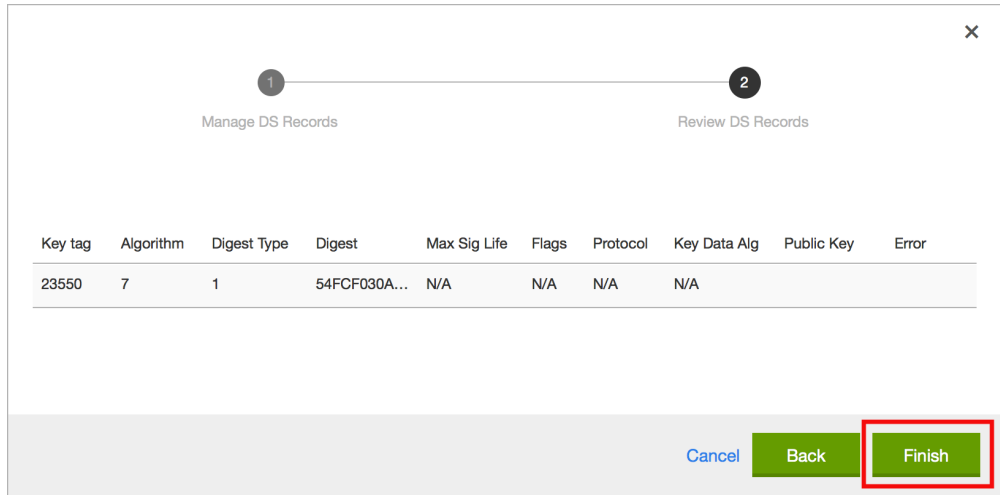 ×
1 2
Manage DS Records Review DS Records
Key tag Algorithm Digest Type Digest Max Sig Life Flags Protocol Key Data Alg Public Key Error
23550 7 1 54FCF030A... N/A N/A N/A N/A
Cancel Back Finish